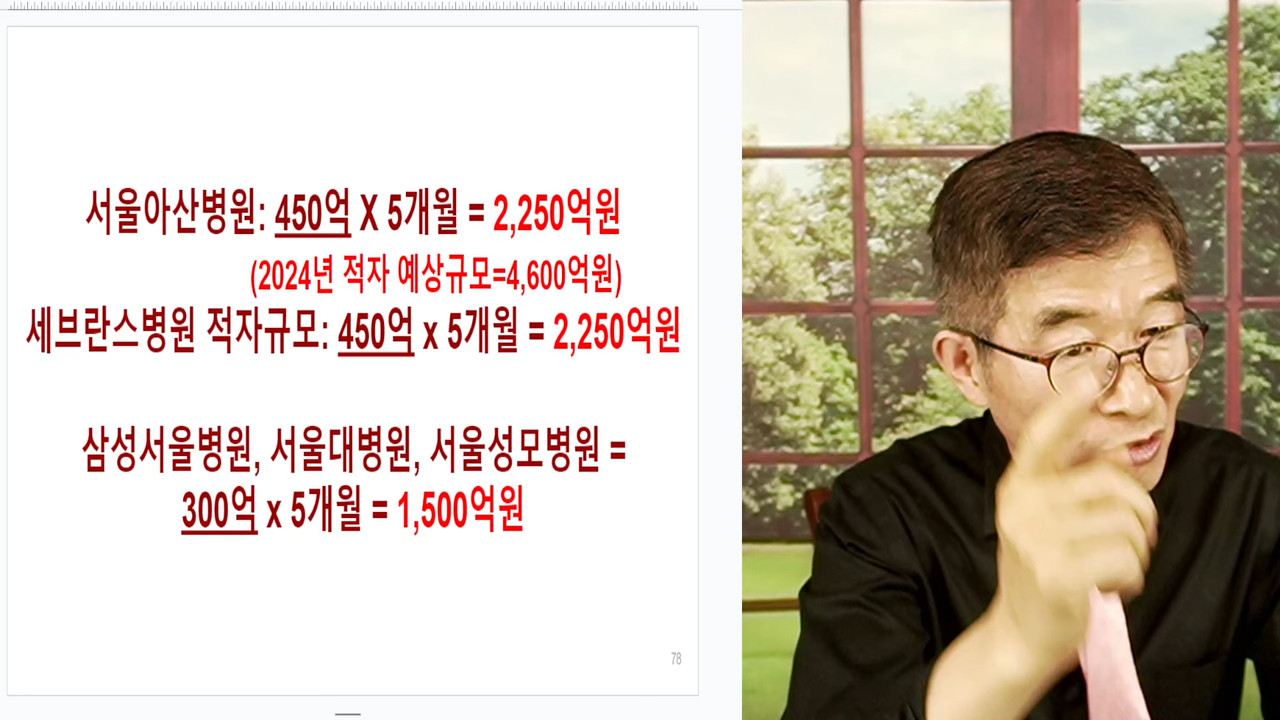 서울아산병원: 450억 X 5개월 = 2,250억원
(2024년 적자 예상규모=4,600억원)
세브란스병원 적자규모: 450억 x 5개월 = 2,250억원
삼성서울병원, 서울대병원, 서울성모병원 =
300억 x 5개월 = 1,500억원
78